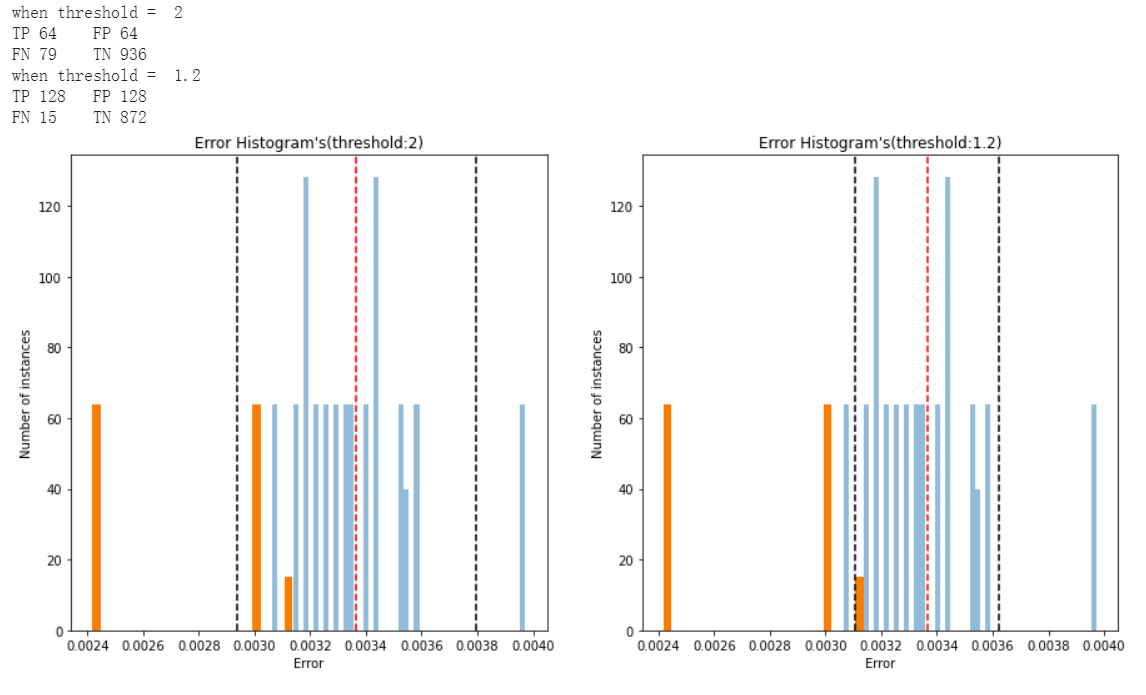 when threshold =  2
TP 64    FP 64
FN 79    TN 936
when threshold =  1.2
TP 128   FP 128
FN 15    TN 872
Error Histogram's(threshold:2)
Number of instances
120
100
80
60
40
20
0
0.0024 0.0026 0.0028 0.0030 0.0032 0.0034 0.0036 0.0038 0.0040
Error
Error Histogram's(threshold:1.2)
Number of instances
120
100
80
60
40
20
0
0.0024 0.0026 0.0028 0.0030 0.0032 0.0034 0.0036 0.0038 0.0040
Error